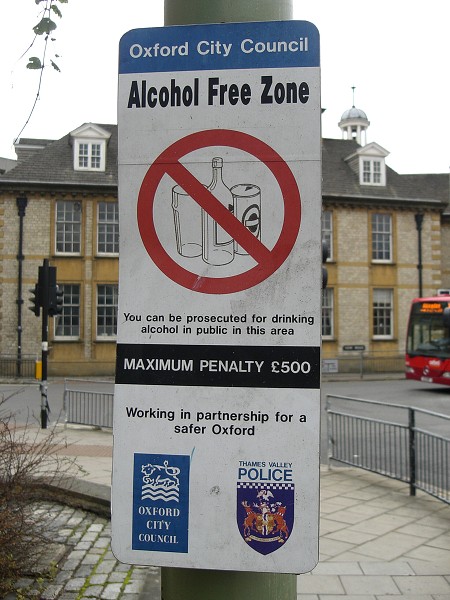 Oxford City Council
Alcohol Free Zone
You can be prosecuted for drinking
alcohol in public in this area
MAXIMUM PENALTY £500
Working in partnership for a
safer Oxford
OXFORD
CITY
COUNCIL
THAMES VALLEY
POLICE